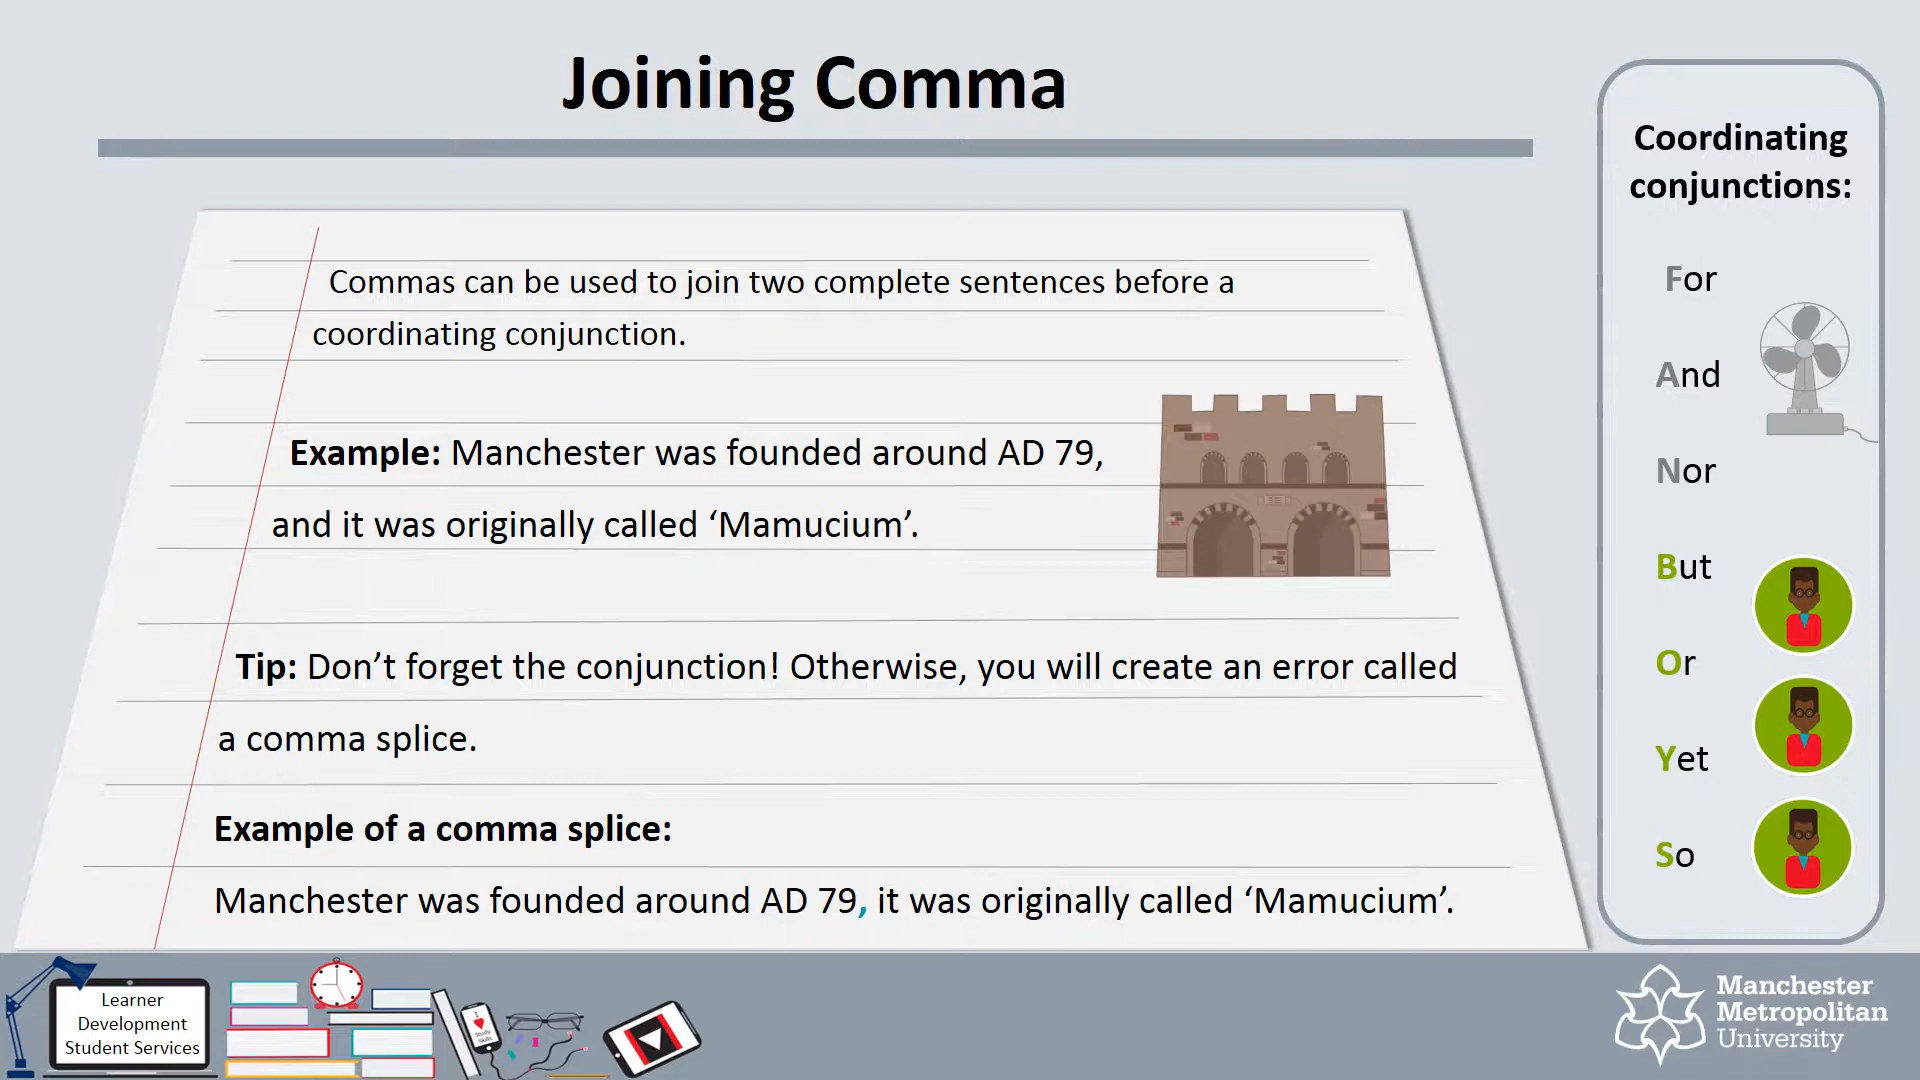 Joining Comma
Commas can be used to join two complete sentences before a
coordinating conjunction.
Example: Manchester was founded around AD 79,
and it was originally called ‘Mamucium’.
Tip: Don’t forget the conjunction! Otherwise, you will create an error called
a comma splice.
Example of a comma splice:
Manchester was founded around AD 79, it was originally called ‘Mamucium’.
Coordinating
conjunctions:
For
And
Nor
But
Or
Yet
So
Learner
Development
Student Services
I
Study
Skills
Manchester
Metropolitan
University